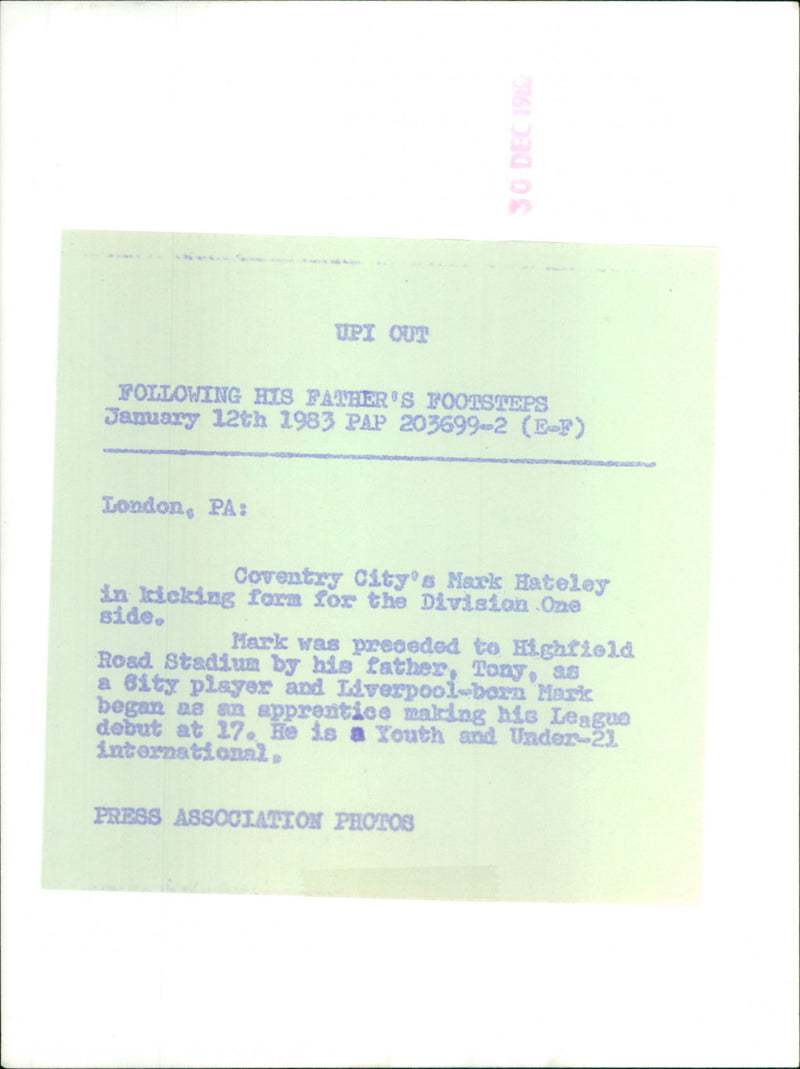 30 DEC 198
UPI OUT
FOLLOWING HIS FATHER'S FOOTSTEPS
January 12th 1983 PAP 203699-2 (E-F)
London, PA:
Coventry City's Mark Hateley
in kicking form for the Division One
side.
Mark was preceded to Highfield
Road Stadium by his father, Tony, as
a City player and Liverpool-born Mark
began as an apprentice making his League
debut at 17. He is a Youth and Under-21
international.
PRESS ASSOCIATION PHOTOS